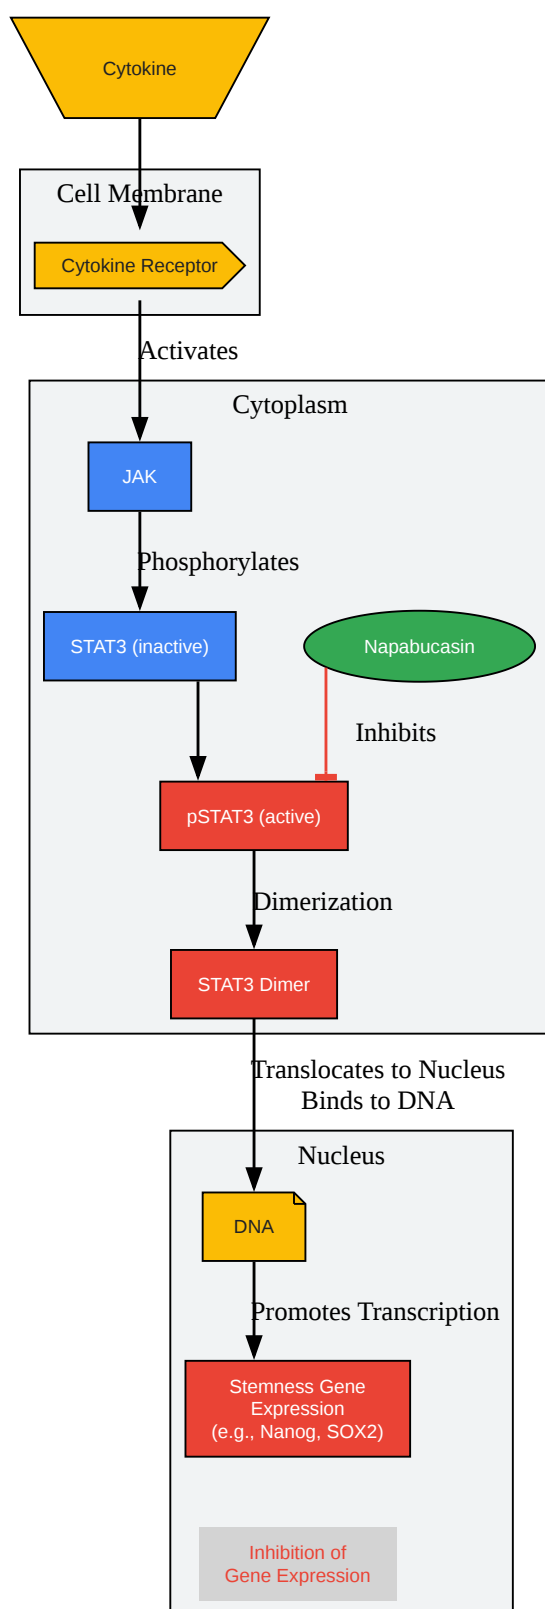 Cytokine
Cell Membrane
Cytokine Receptor
Activates
Cytoplasm
JAK
Phosphorylates
STAT3 (inactive)
Napabucasin
Inhibits
pSTAT3 (active)
Dimerization
STAT3 Dimer
Translocates to Nucleus
Binds to DNA
Nucleus
DNA
Promotes Transcription
Stemness Gene
Expression
(e.g., Nanog, SOX2)
Inhibition of
Gene Expression